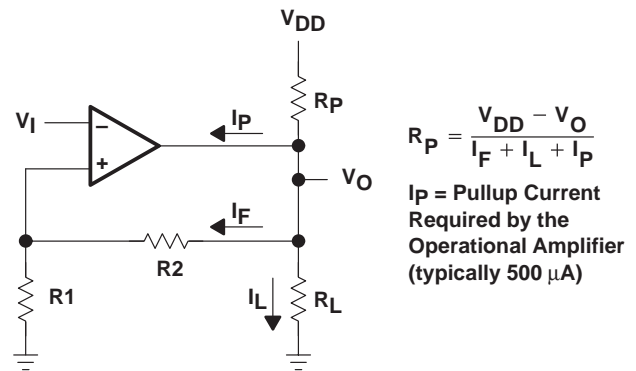 VDD
RP
VI
−
+
IP
VO
IF
R2
R1
IL
RL
RP = VDD − VO / IF + IL + IP
IP = Pullup Current
Required by the
Operational Amplifier
(typically 500 μA)